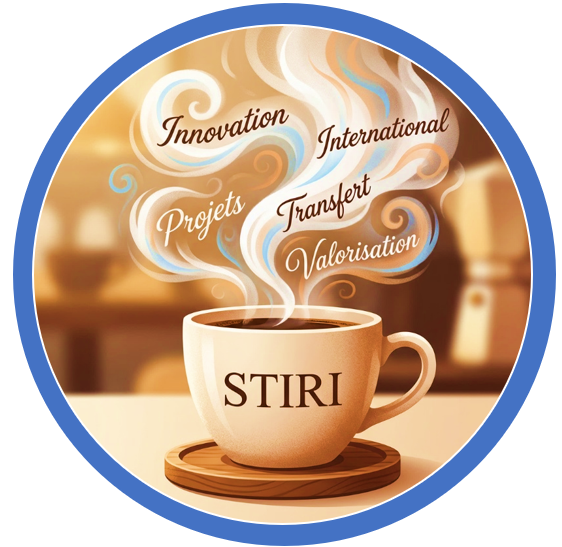 Innovation
International
Projets
Transfert
Valorisation
STIRI